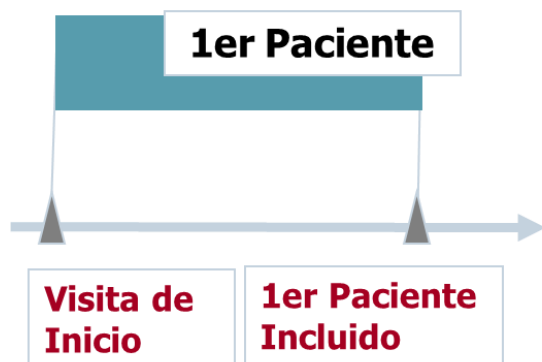 1er Paciente
Visita de
Inicio
1er Paciente
Incluido